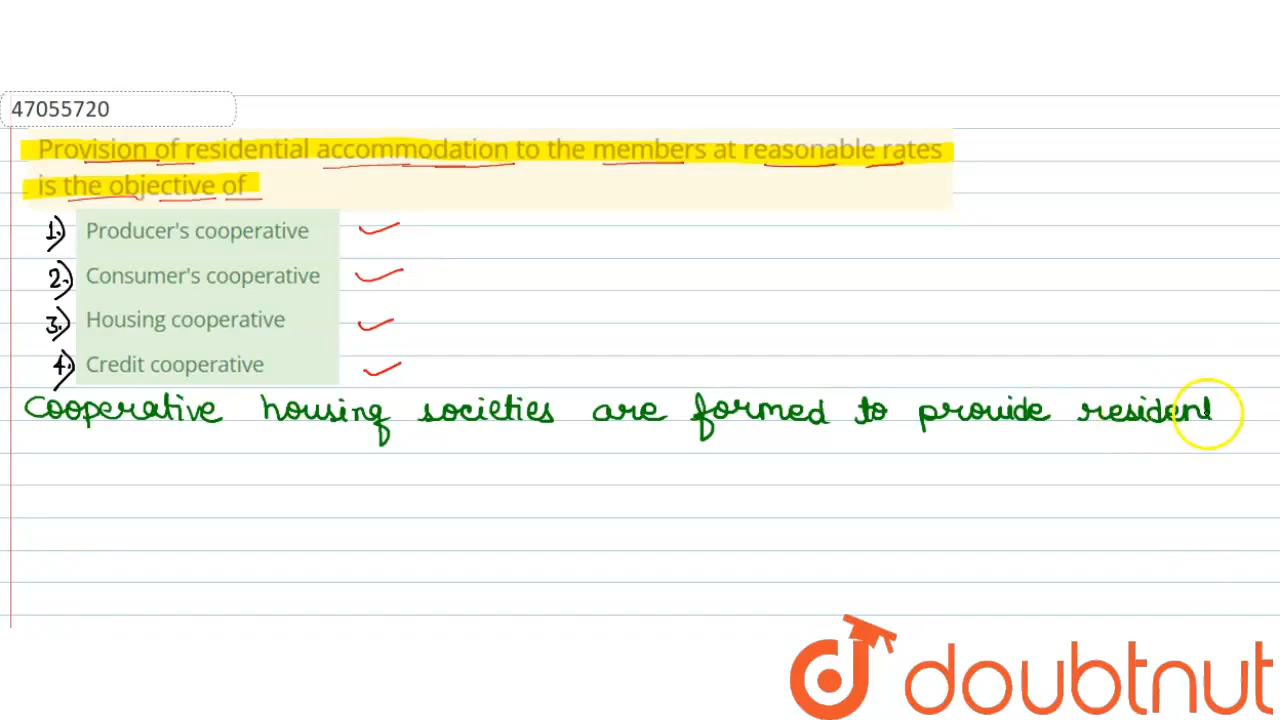 47055720
Provision of residential accommodation to the members at reasonable rates
is the objective of
1.) Producer's cooperative
2.) Consumer's cooperative
3.) Housing cooperative
4.) Credit cooperative
Cooperative housing societies are formed to provide resident
doubtnut